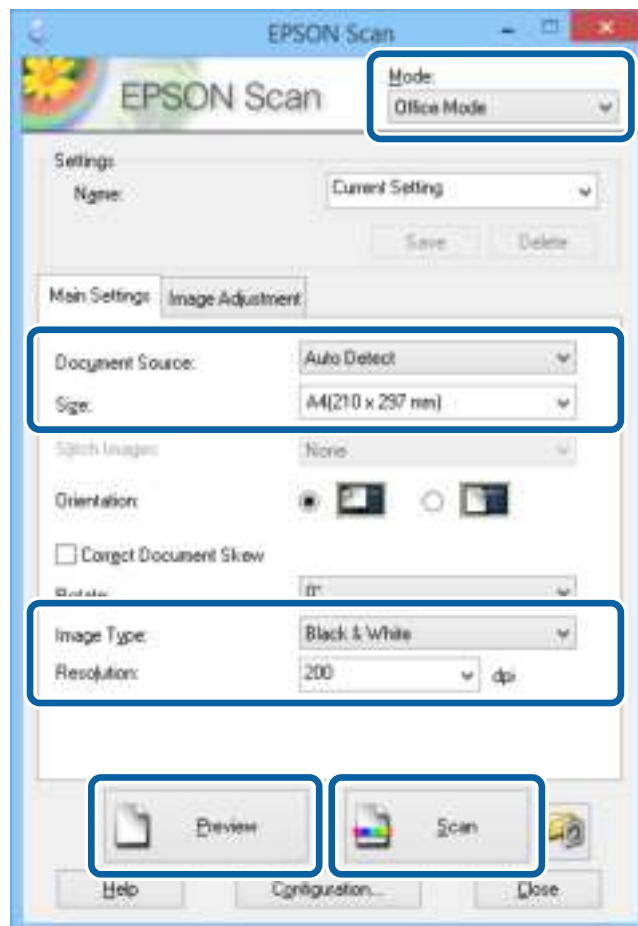 EPSON Scan
EPSON Scan
Mode:
Office Mode
Settings
Name:
Current Setting
Save
Delete
Main Settings
Image Adjustment
Document Source:
Auto Detect
Size:
A4(210 x 297 mm)
Stitch Images:
None
Orientation:
Correct Document Skew
Rotate:
0°
Image Type:
Black & White
Resolution:
200
dpi
Preview
Scan
Help
Configuration...
Close